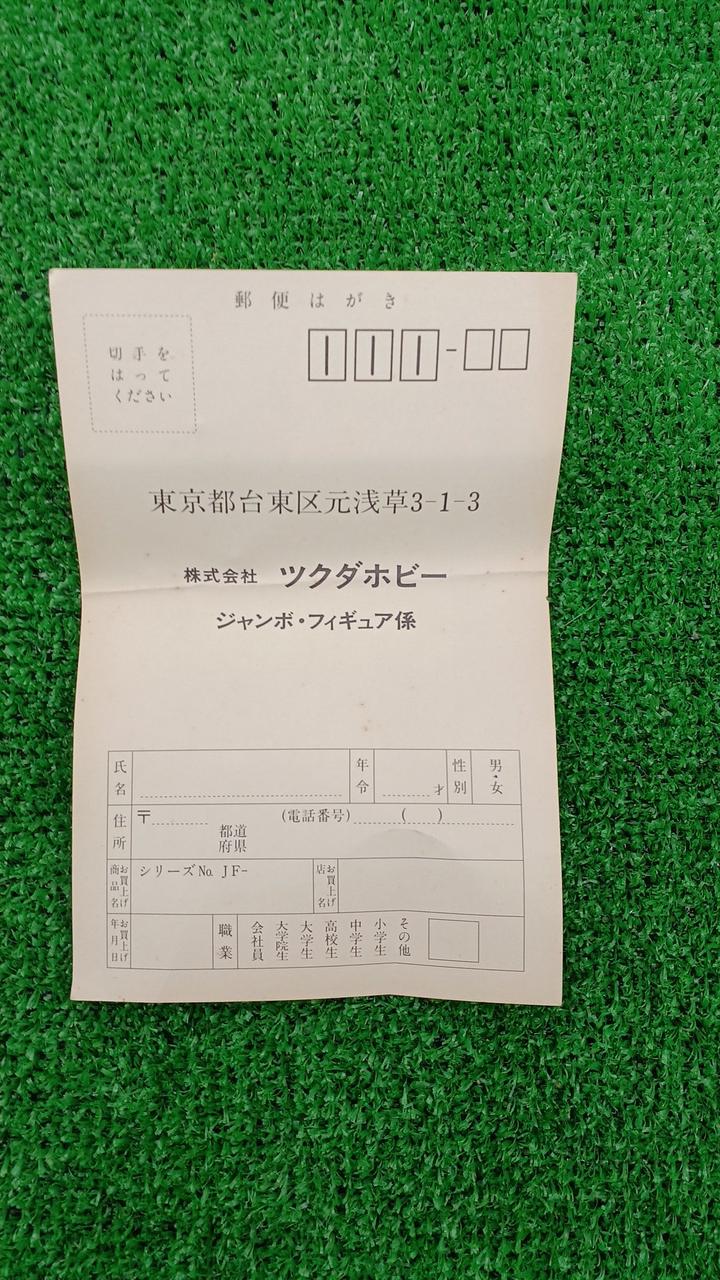 郵便はがき
切手を
はって
ください
111-
東京都台東区元浅草3-1-3
株式会社 ツクダホビー
ジャンボ・フィギュア係
氏名
年令
才
性別
男・女
住所
〒
(電話番号) ( )
都道
府県
お買上げ商品名
シリーズNo. JF-
お買上げ店名
お買上げ年月日
職業
会社員
大学院生
大学生
高校生
中学生
小学生
その他